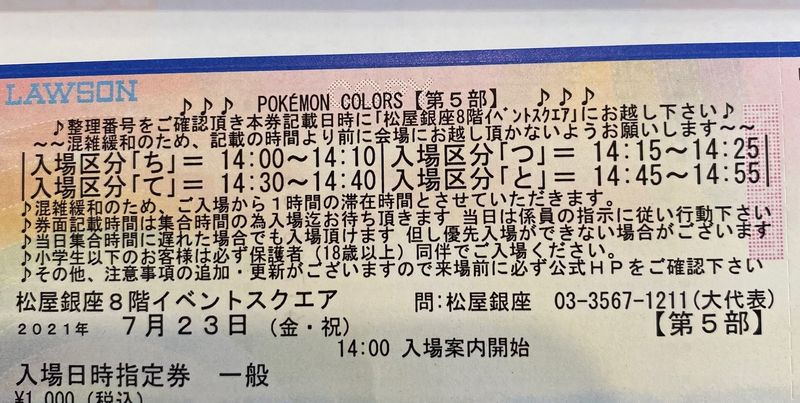 LAWSON
♪♪♪ POKÉMON COLORS【第5部】♪♪♪
♪整理番号をご確認頂き本券記載日時に「松屋銀座8階イベントスクエア」にお越し下さい♪
~~混雑緩和のため、記載の時間より前に会場にお越し頂かないようお願いします~~
|入場区分「ち」= 14:00~14:10|入場区分「つ」= 14:15~14:25|
|入場区分「て」= 14:30~14:40|入場区分「と」= 14:45~14:55|
♪混雑緩和のため、ご入場から1時間の滞在時間とさせていただきます。
♪券面記載時間は集合時間の為入場迄お待ち頂きます 当日は係員の指示に従い行動下さい
♪当日集合時間に遅れた場合でも入場頂けます 但し優先入場ができない場合がございます
♪小学生以下のお客様は必ず保護者(18歳以上)同伴でご入場ください。
♪その他、注意事項の追加・更新がございますので来場前に必ず公式HPをご確認下さい
松屋銀座8階イベントスクエア 問:松屋銀座 03-3567-1211(大代表)
2021年 7月23日(金・祝) 【第5部】
14:00 入場案内開始
入場日時指定券 一般
¥1,000(税込)